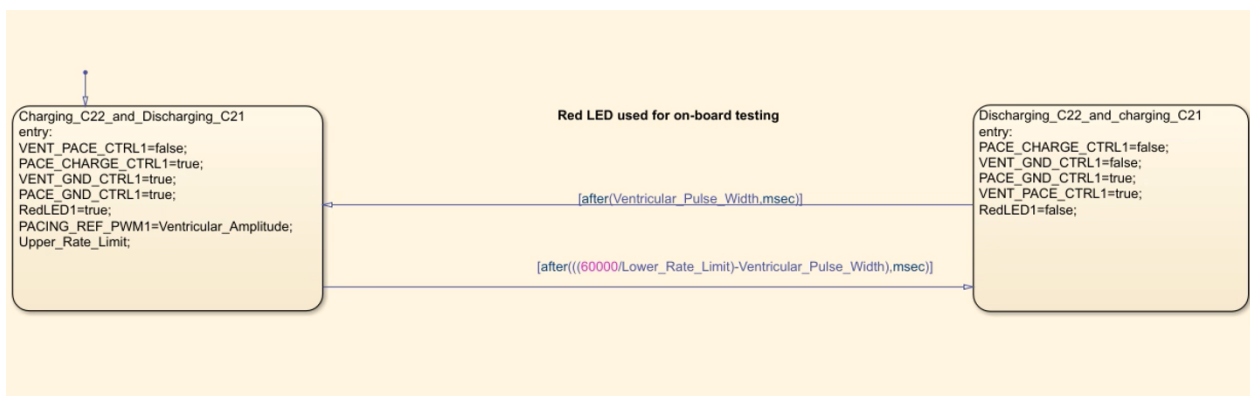 Charging_C22_and_Discharging_C21
entry:
VENT_PACE_CTRL1=false;
PACE_CHARGE_CTRL1=true;
VENT_GND_CTRL1=true;
PACE_GND_CTRL1=true;
RedLED1=true;
PACING_REF_PWM1=Ventricular_Amplitude;
Upper_Rate_Limit;
Red LED used for on-board testing
[after(Ventricular_Pulse_Width,msec)]
[after(((60000/Lower_Rate_Limit)-Ventricular_Pulse_Width),msec)]
Discharging_C22_and_charging_C21
entry:
PACE_CHARGE_CTRL1=false;
VENT_GND_CTRL1=false;
PACE_GND_CTRL1=true;
VENT_PACE_CTRL1=true;
RedLED1=false;